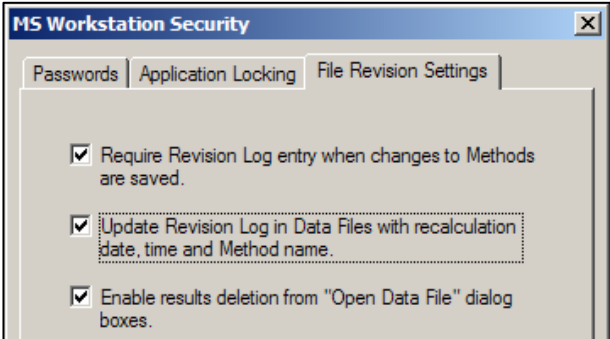 MS Workstation Security
Passwords Application Locking File Revision Settings
Require Revision Log entry when changes to Methods
are saved.
Update Revision Log in Data Files with recalculation
date, time and Method name.
Enable results deletion from "Open Data File" dialog
boxes.